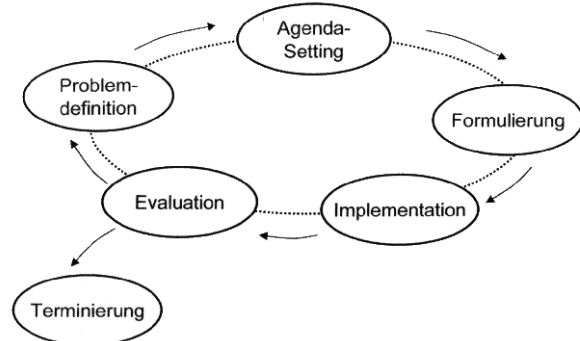 Agenda-
Setting
Problem-
definition
Formulierung
Evaluation
Implementation
Terminierung